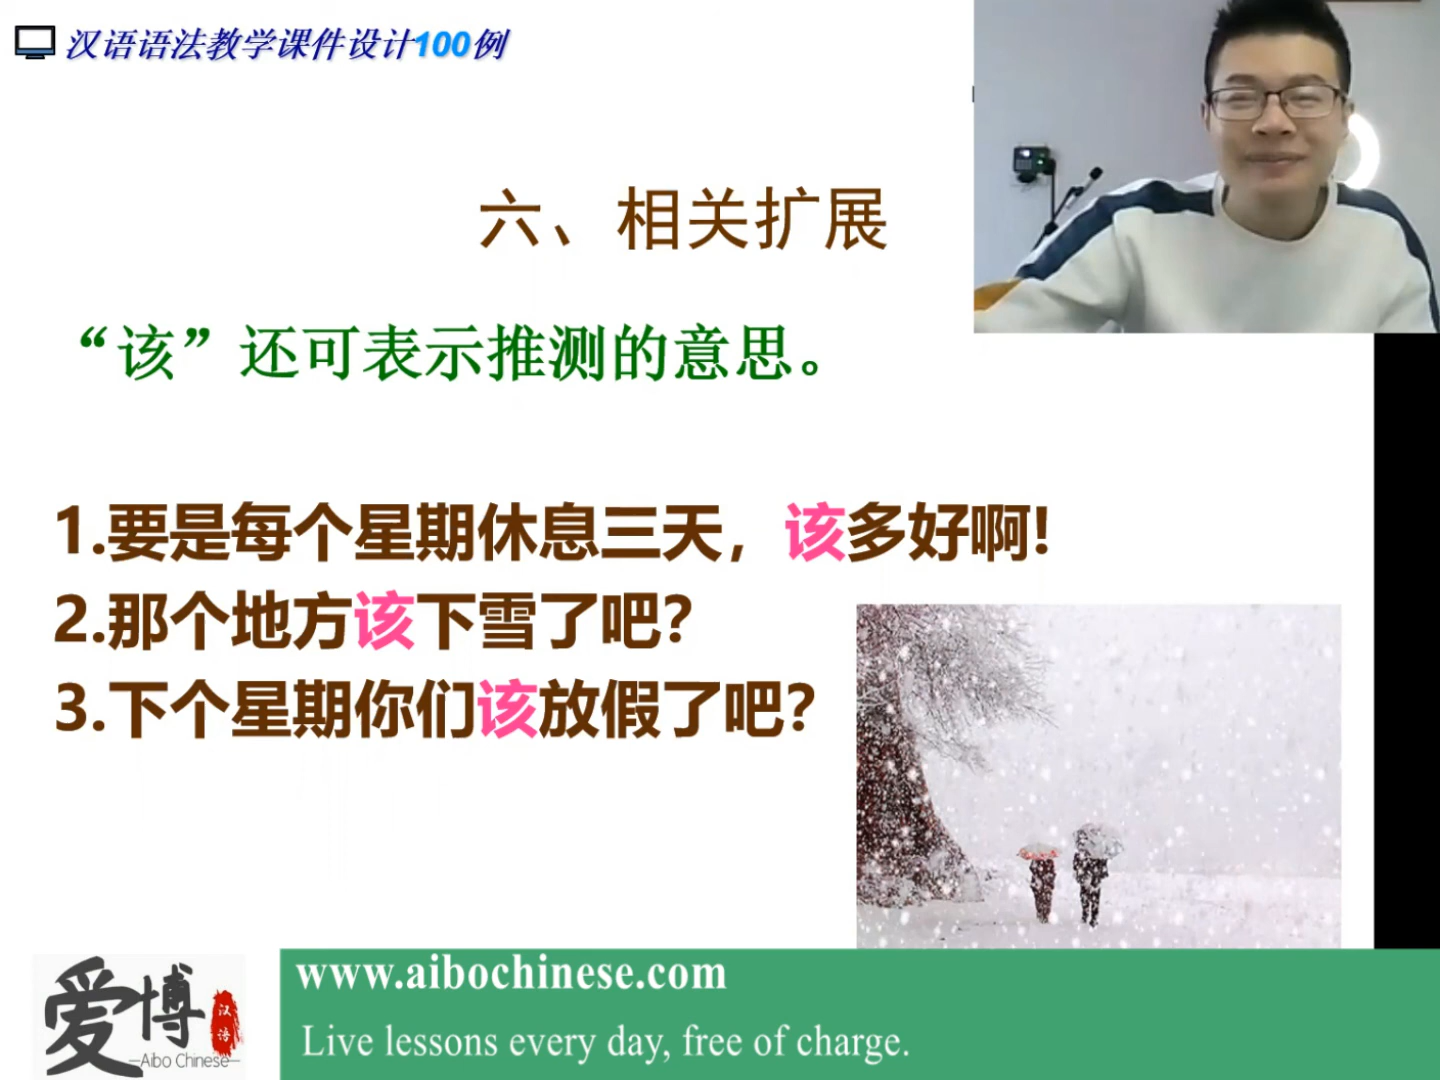 汉语语法教学课件设计100例
六、相关扩展
“该”还可表示推测的意思。
1.要是每个星期休息三天，该多好啊!
2.那个地方该下雪了吧?
3.下个星期你们该放假了吧?
爱博
汉语
Aibo Chinese
www.aibochinese.com
Live lessons every day, free of charge.